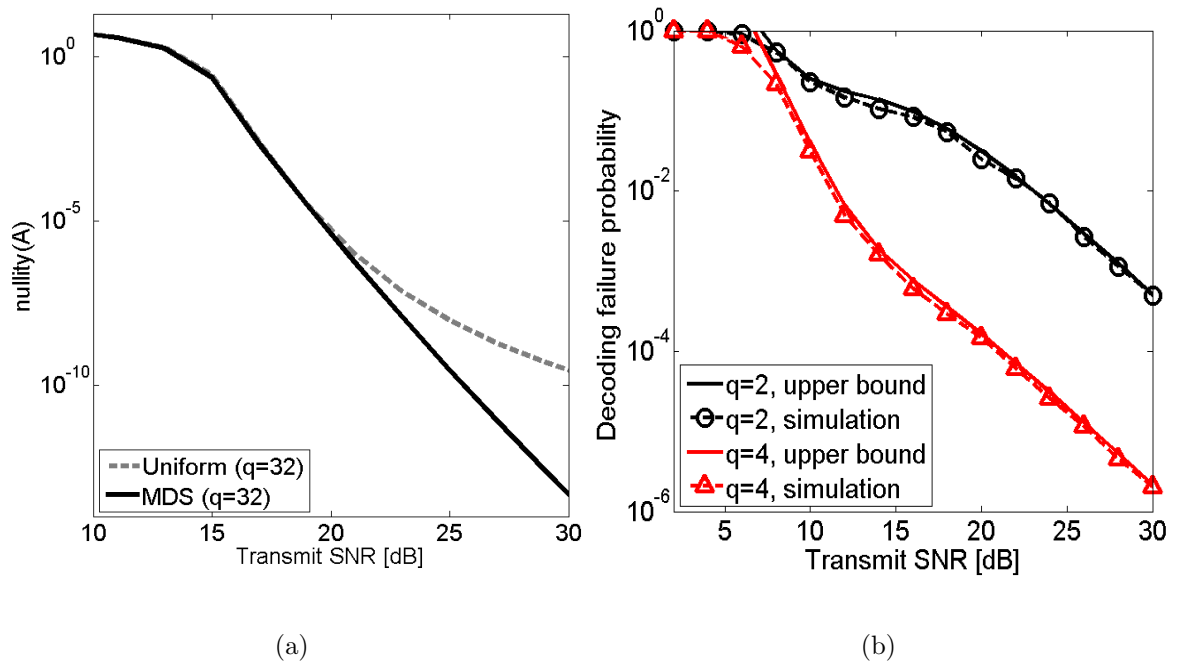 nullity(A)
10^0
10^-5
10^-10
Uniform (q=32)
MDS (q=32)
10 15 20 25 30
Transmit SNR [dB]
(a)
Decoding failure probability
10^0
10^-2
10^-4
10^-6
q=2, upper bound
q=2, simulation
q=4, upper bound
q=4, simulation
5 10 15 20 25 30
Transmit SNR [dB]
(b)